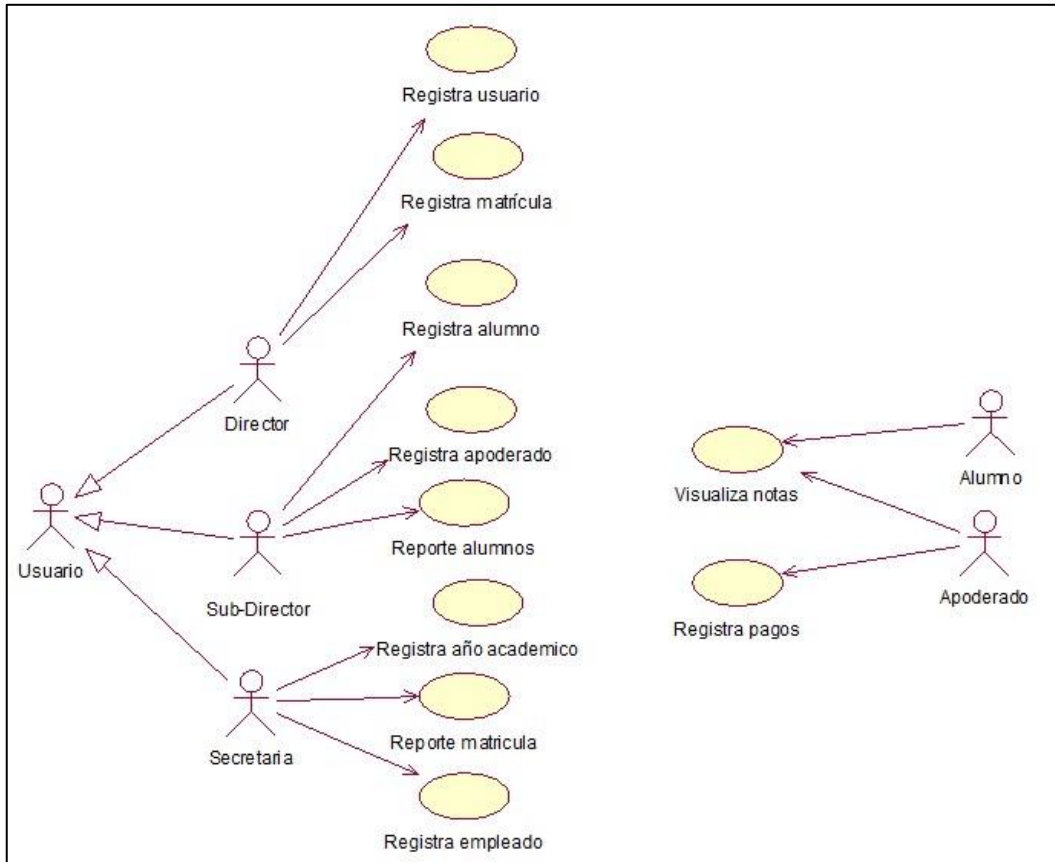 Registra usuario
Registra matrícula
Registra alumno
Director
Registra apoderado
Usuario
Sub-Director
Reporte alumnos
Registra año academico
Secretaria
Reporte matricula
Registra empleado
Visualiza notas
Alumno
Registra pagos
Apoderado